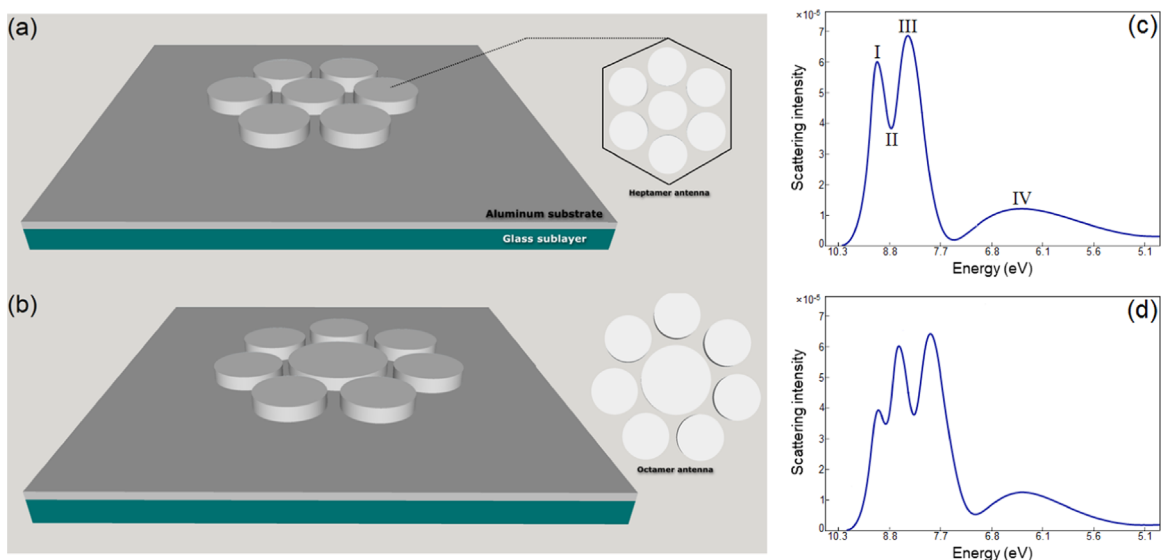 (a)
Heptamer antenna
Aluminum substrate
Glass sublayer
(b)
Octamer antenna
(c)
×10⁻⁵
7
6
5
4
3
2
1
0
Scattering intensity
I
II
III
IV
10.3 8.8 7.7 6.8 6.1 5.6 5.1
Energy (eV)
(d)
×10⁻⁵
7
6
5
4
3
2
1
0
Scattering intensity
10.3 8.8 7.7 6.8 6.1 5.6 5.1
Energy (eV)